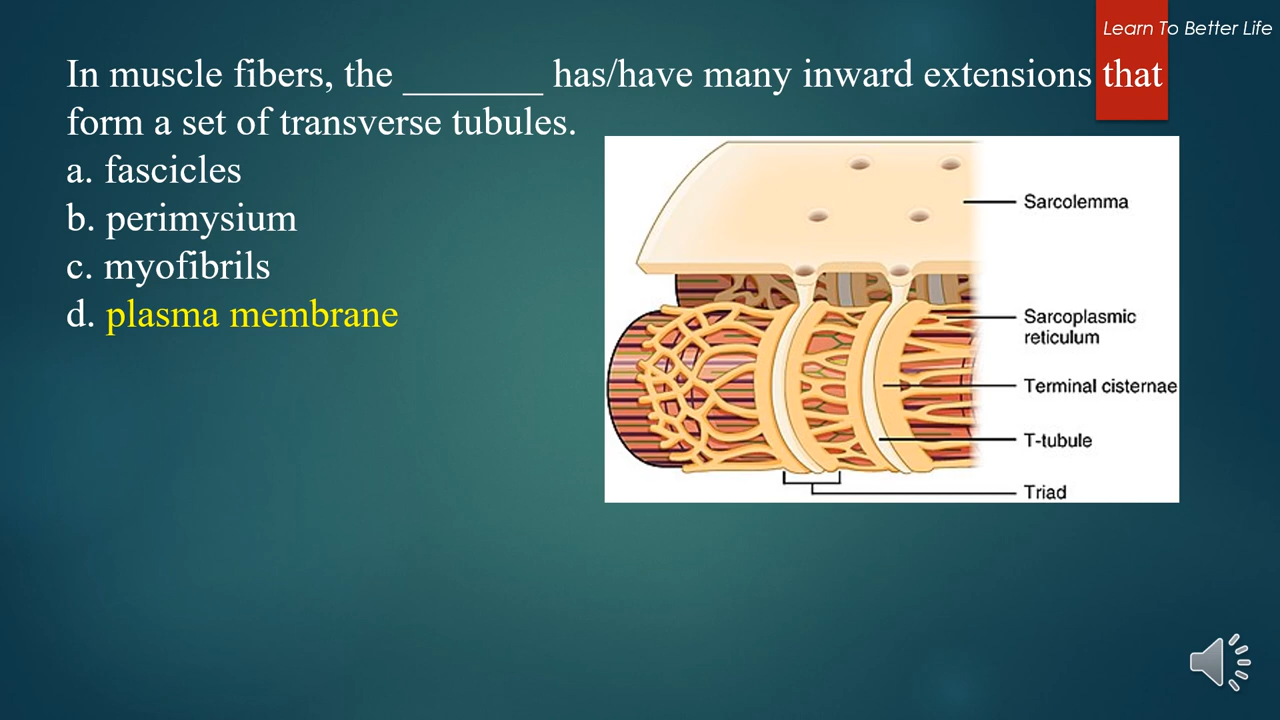 Learn To Better Life
In muscle fibers, the _______ has/have many inward extensions that
form a set of transverse tubules.
a. fascicles
b. perimysium
c. myofibrils
d. plasma membrane
Sarcolemma
Sarcoplasmic
reticulum
Terminal cisternae
T-tubule
Triad